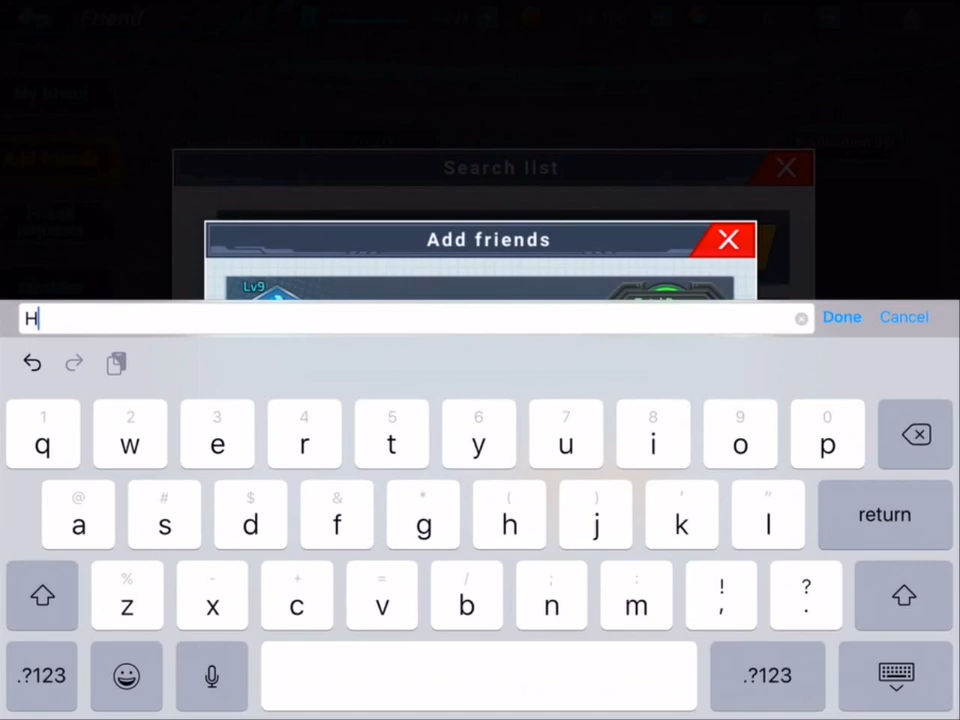 Friend
My friend
Add friends
Search list
Add friends
Lv9
H
Done
Cancel
1 2 3 4 5 6 7 8 9 0
q w e r t y u i o p
@ # $ & * ( ) ' "
a s d f g h j k l return
% - + = / ; : ! ?
z x c v b n m , .
.?123 .?123